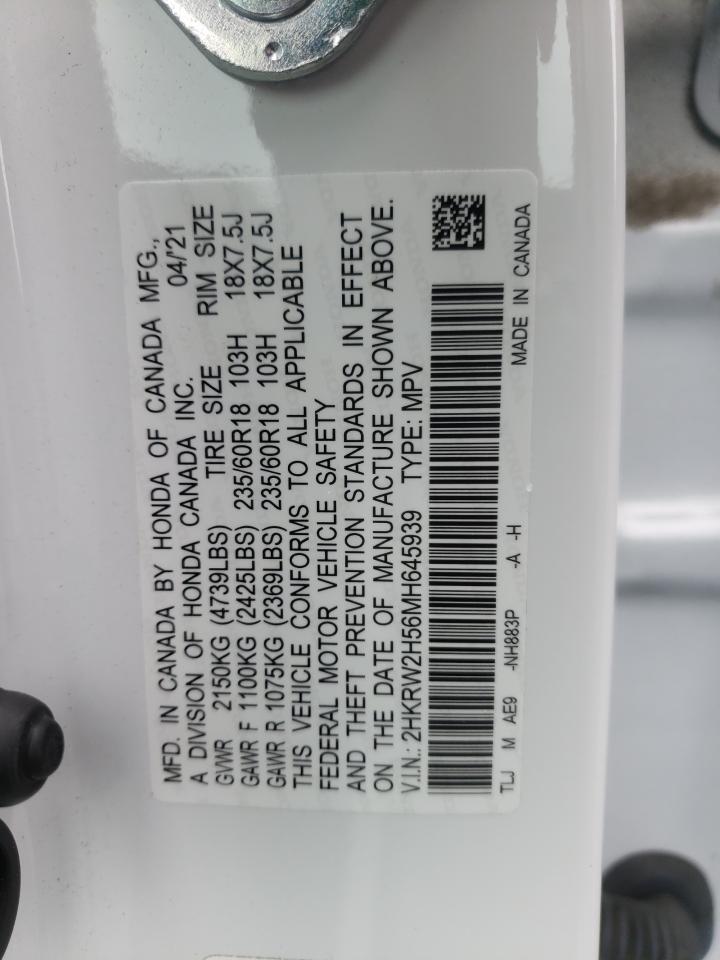 MFD. IN CANADA BY HONDA OF CANADA MFG.,
A DIVISION OF HONDA CANADA INC. 04/'21
GVWR 2150KG (4739LBS) TIRE SIZE RIM SIZE
GAWR F 1100KG (2425LBS) 235/60R18 103H 18X7.5J
GAWR R 1075KG (2369LBS) 235/60R18 103H 18X7.5J
THIS VEHICLE CONFORMS TO ALL APPLICABLE
FEDERAL MOTOR VEHICLE SAFETY
AND THEFT PREVENTION STANDARDS IN EFFECT
ON THE DATE OF MANUFACTURE SHOWN ABOVE.
V.I.N.: 2HKRW2H56MH645939 TYPE: MPV
TLJ M AE9 -NH883P -A -H MADE IN CANADA